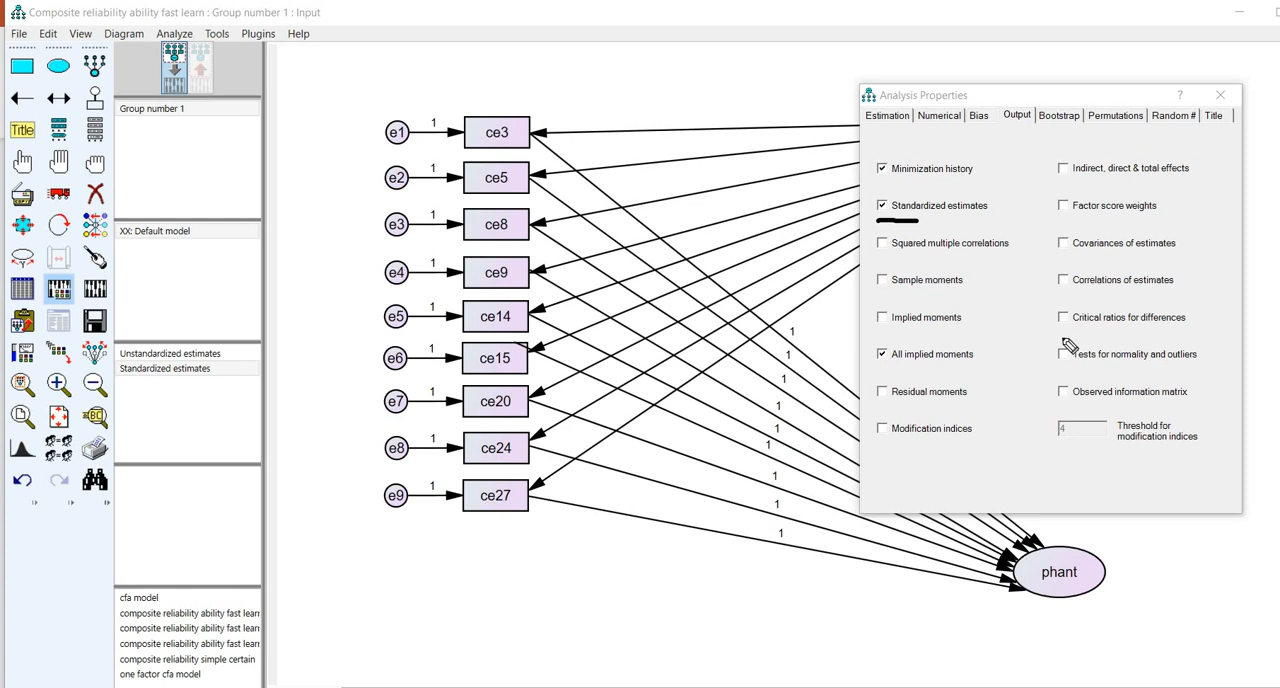 Composite reliability ability fast learn : Group number 1 : Input
File Edit View Diagram Analyze Tools Plugins Help
Title
Group number 1
XX: Default model
Unstandardized estimates
Standardized estimates
cfa model
composite reliability ability fast learn
composite reliability ability fast learn
composite reliability ability fast learn
composite reliability simple certain
one factor cfa model
e1 1 ce3
e2 1 ce5
e3 1 ce8
e4 1 ce9
e5 1 ce14
e6 1 ce15
e7 1 ce20
e8 1 ce24
e9 1 ce27
1
1
1
1
1
1
1
1
1
phant
Analysis Properties ?
Estimation Numerical Bias Output Bootstrap Permutations Random # Title
Minimization history Indirect, direct & total effects
Standardized estimates Factor score weights
Squared multiple correlations Covariances of estimates
Sample moments Correlations of estimates
Implied moments Critical ratios for differences
All implied moments Tests for normality and outliers
Residual moments Observed information matrix
Modification indices 4 Threshold for
modification indices